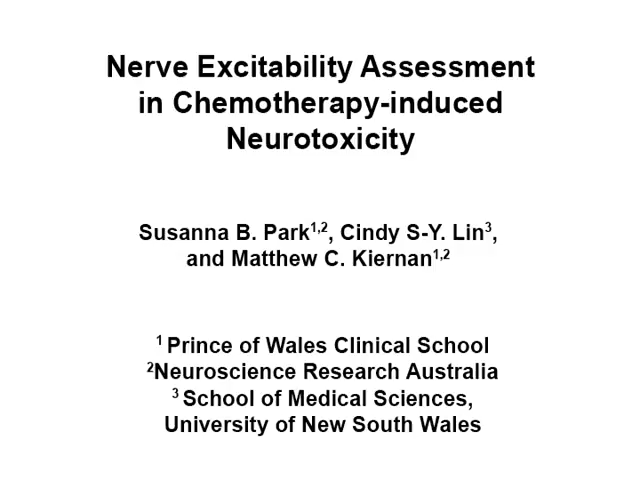 Nerve Excitability Assessment
in Chemotherapy-induced
Neurotoxicity
Susanna B. Park1,2, Cindy S-Y. Lin3,
and Matthew C. Kiernan1,2
1 Prince of Wales Clinical School
2Neuroscience Research Australia
3 School of Medical Sciences,
University of New South Wales